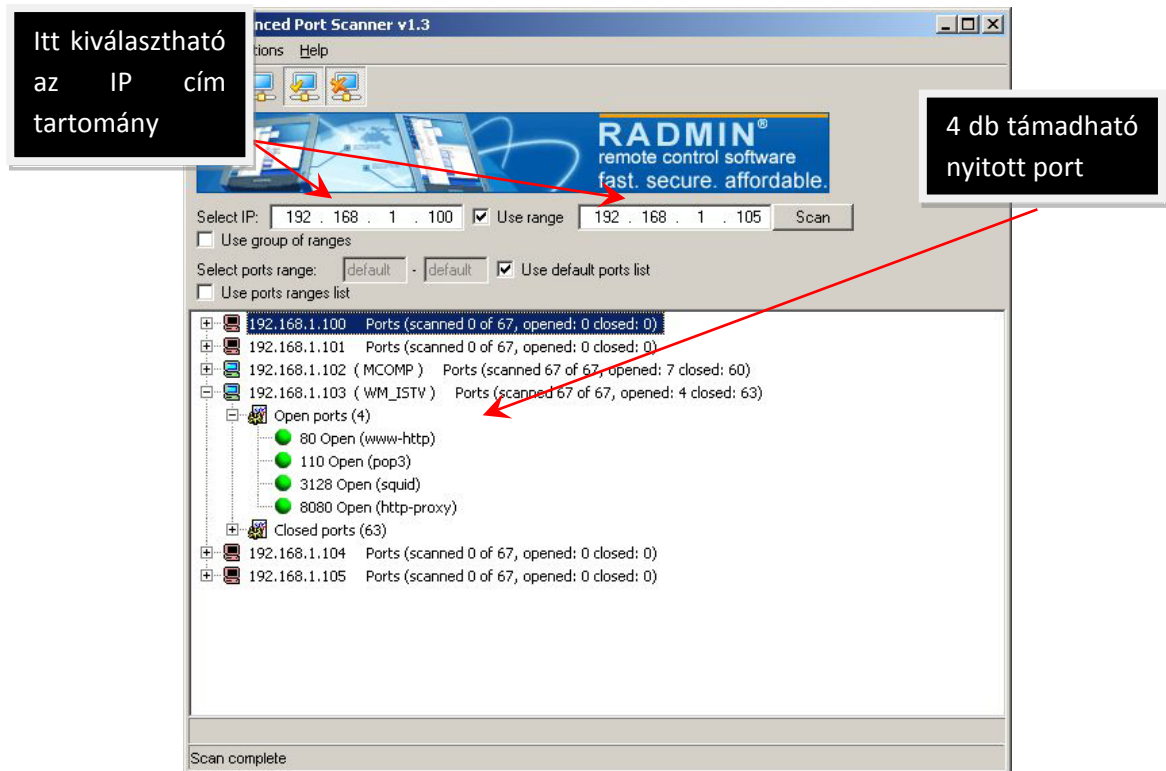 Itt kiválasztható
az IP cím
tartomány
nced Port Scanner v1.3
tions Help
RADMIN®
remote control software
fast. secure. affordable.
4 db támadható
nyitott port
Select IP: 192 . 168 . 1 . 100 Use range 192 . 168 . 1 . 105 Scan
Use group of ranges
Select ports range: default - default Use default ports list
Use ports ranges list
192.168.1.100 Ports (scanned 0 of 67, opened: 0 closed: 0)
192.168.1.101 Ports (scanned 0 of 67, opened: 0 closed: 0)
192.168.1.102 ( MCOMP ) Ports (scanned 67 of 67, opened: 7 closed: 60)
192.168.1.103 ( WM_ISTV ) Ports (scanned 67 of 67, opened: 4 closed: 63)
Open ports (4)
80 Open (www-http)
110 Open (pop3)
3128 Open (squid)
8080 Open (http-proxy)
Closed ports (63)
192.168.1.104 Ports (scanned 0 of 67, opened: 0 closed: 0)
192.168.1.105 Ports (scanned 0 of 67, opened: 0 closed: 0)
Scan complete